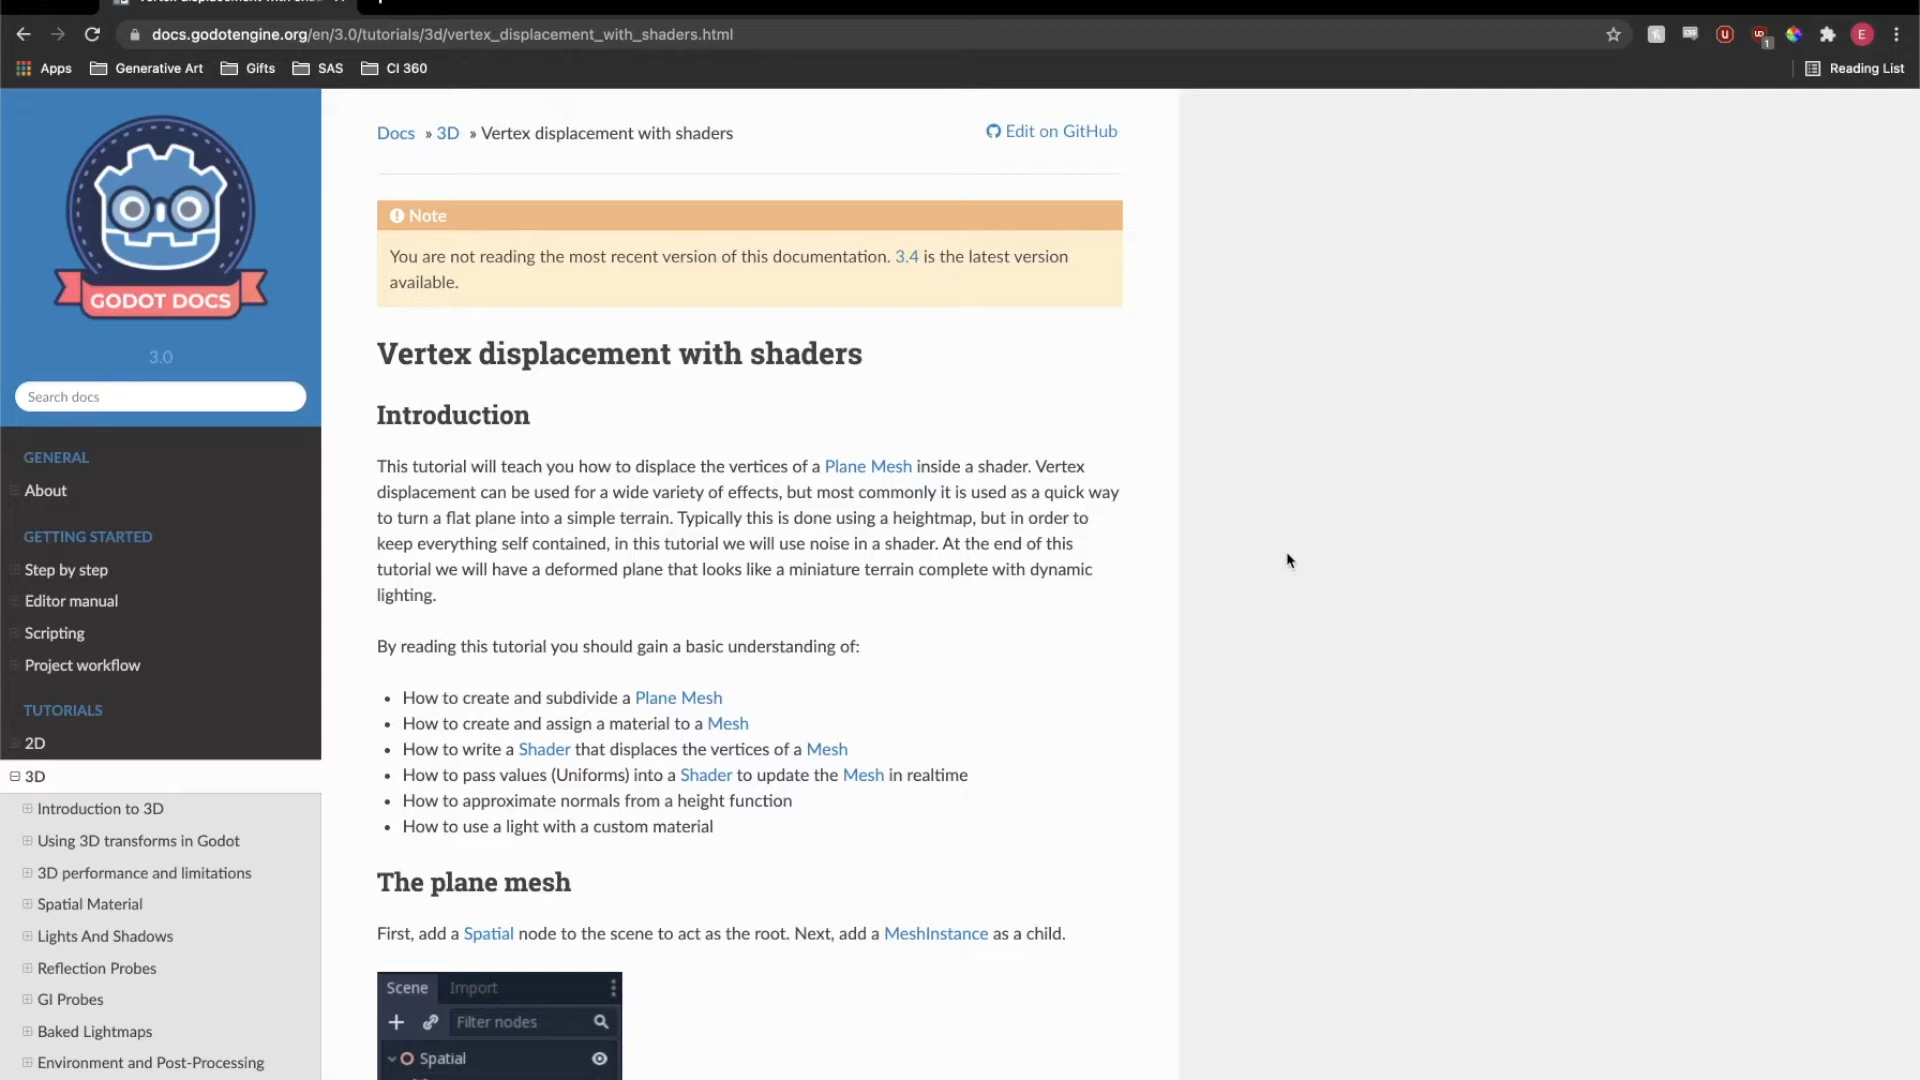 docs.godotengine.org/en/3.0/tutorials/3d/vertex_displacement_with_shaders.html
E
Apps
Generative Art
Gifts
SAS
CI 360
Reading List
GODOT DOCS
3.0
Search docs
GENERAL
About
GETTING STARTED
Step by step
Editor manual
Scripting
Project workflow
TUTORIALS
2D
3D
Introduction to 3D
Using 3D transforms in Godot
3D performance and limitations
Spatial Material
Lights And Shadows
Reflection Probes
GI Probes
Baked Lightmaps
Environment and Post-Processing
Docs » 3D » Vertex displacement with shaders
Edit on GitHub
Note
You are not reading the most recent version of this documentation. 3.4 is the latest version
available.
Vertex displacement with shaders
Introduction
This tutorial will teach you how to displace the vertices of a Plane Mesh inside a shader. Vertex
displacement can be used for a wide variety of effects, but most commonly it is used as a quick way
to turn a flat plane into a simple terrain. Typically this is done using a heightmap, but in order to
keep everything self contained, in this tutorial we will use noise in a shader. At the end of this
tutorial we will have a deformed plane that looks like a miniature terrain complete with dynamic
lighting.
By reading this tutorial you should gain a basic understanding of:
• How to create and subdivide a Plane Mesh
• How to create and assign a material to a Mesh
• How to write a Shader that displaces the vertices of a Mesh
• How to pass values (Uniforms) into a Shader to update the Mesh in realtime
• How to approximate normals from a height function
• How to use a light with a custom material
The plane mesh
First, add a Spatial node to the scene to act as the root. Next, add a MeshInstance as a child.
Scene
Import
Filter nodes
Spatial